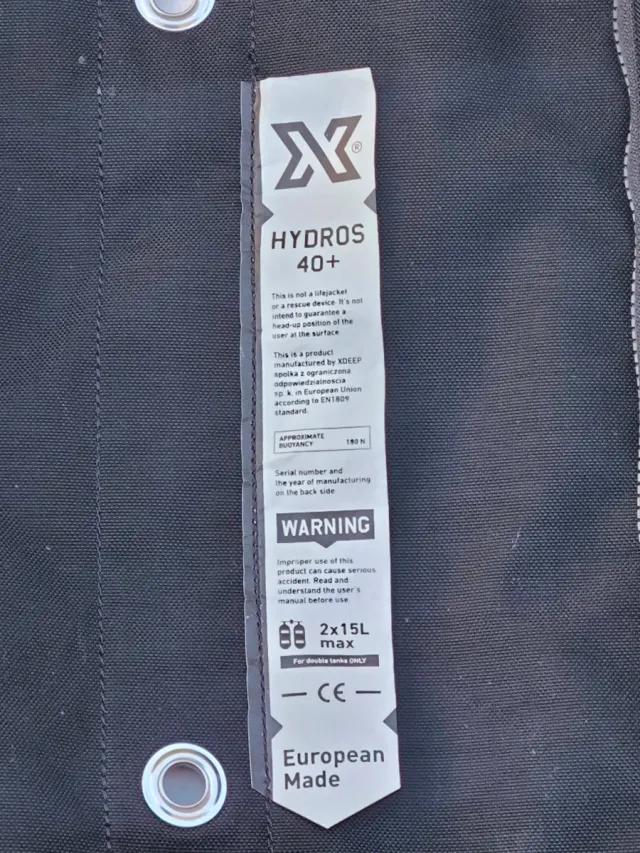 X®
HYDROS
40+
This is not a lifejacket
or a rescue device. It's not
intend to guarantee a
head-up position of the
user at the surface
This is a product
manufactured by XDEEP
spolka z ograniczona
odpowiedzialnoscia
sp. k. in European Union
according to EN1809
standard.
APPROXIMATE
BUOYANCY 180 N
Serial number and
the year of manufacturing
on the back side
WARNING
Improper use of this
product can cause serious
accident. Read and
understand the user's
manual before use
2x15L
max
For double tanks ONLY
CE
European
Made